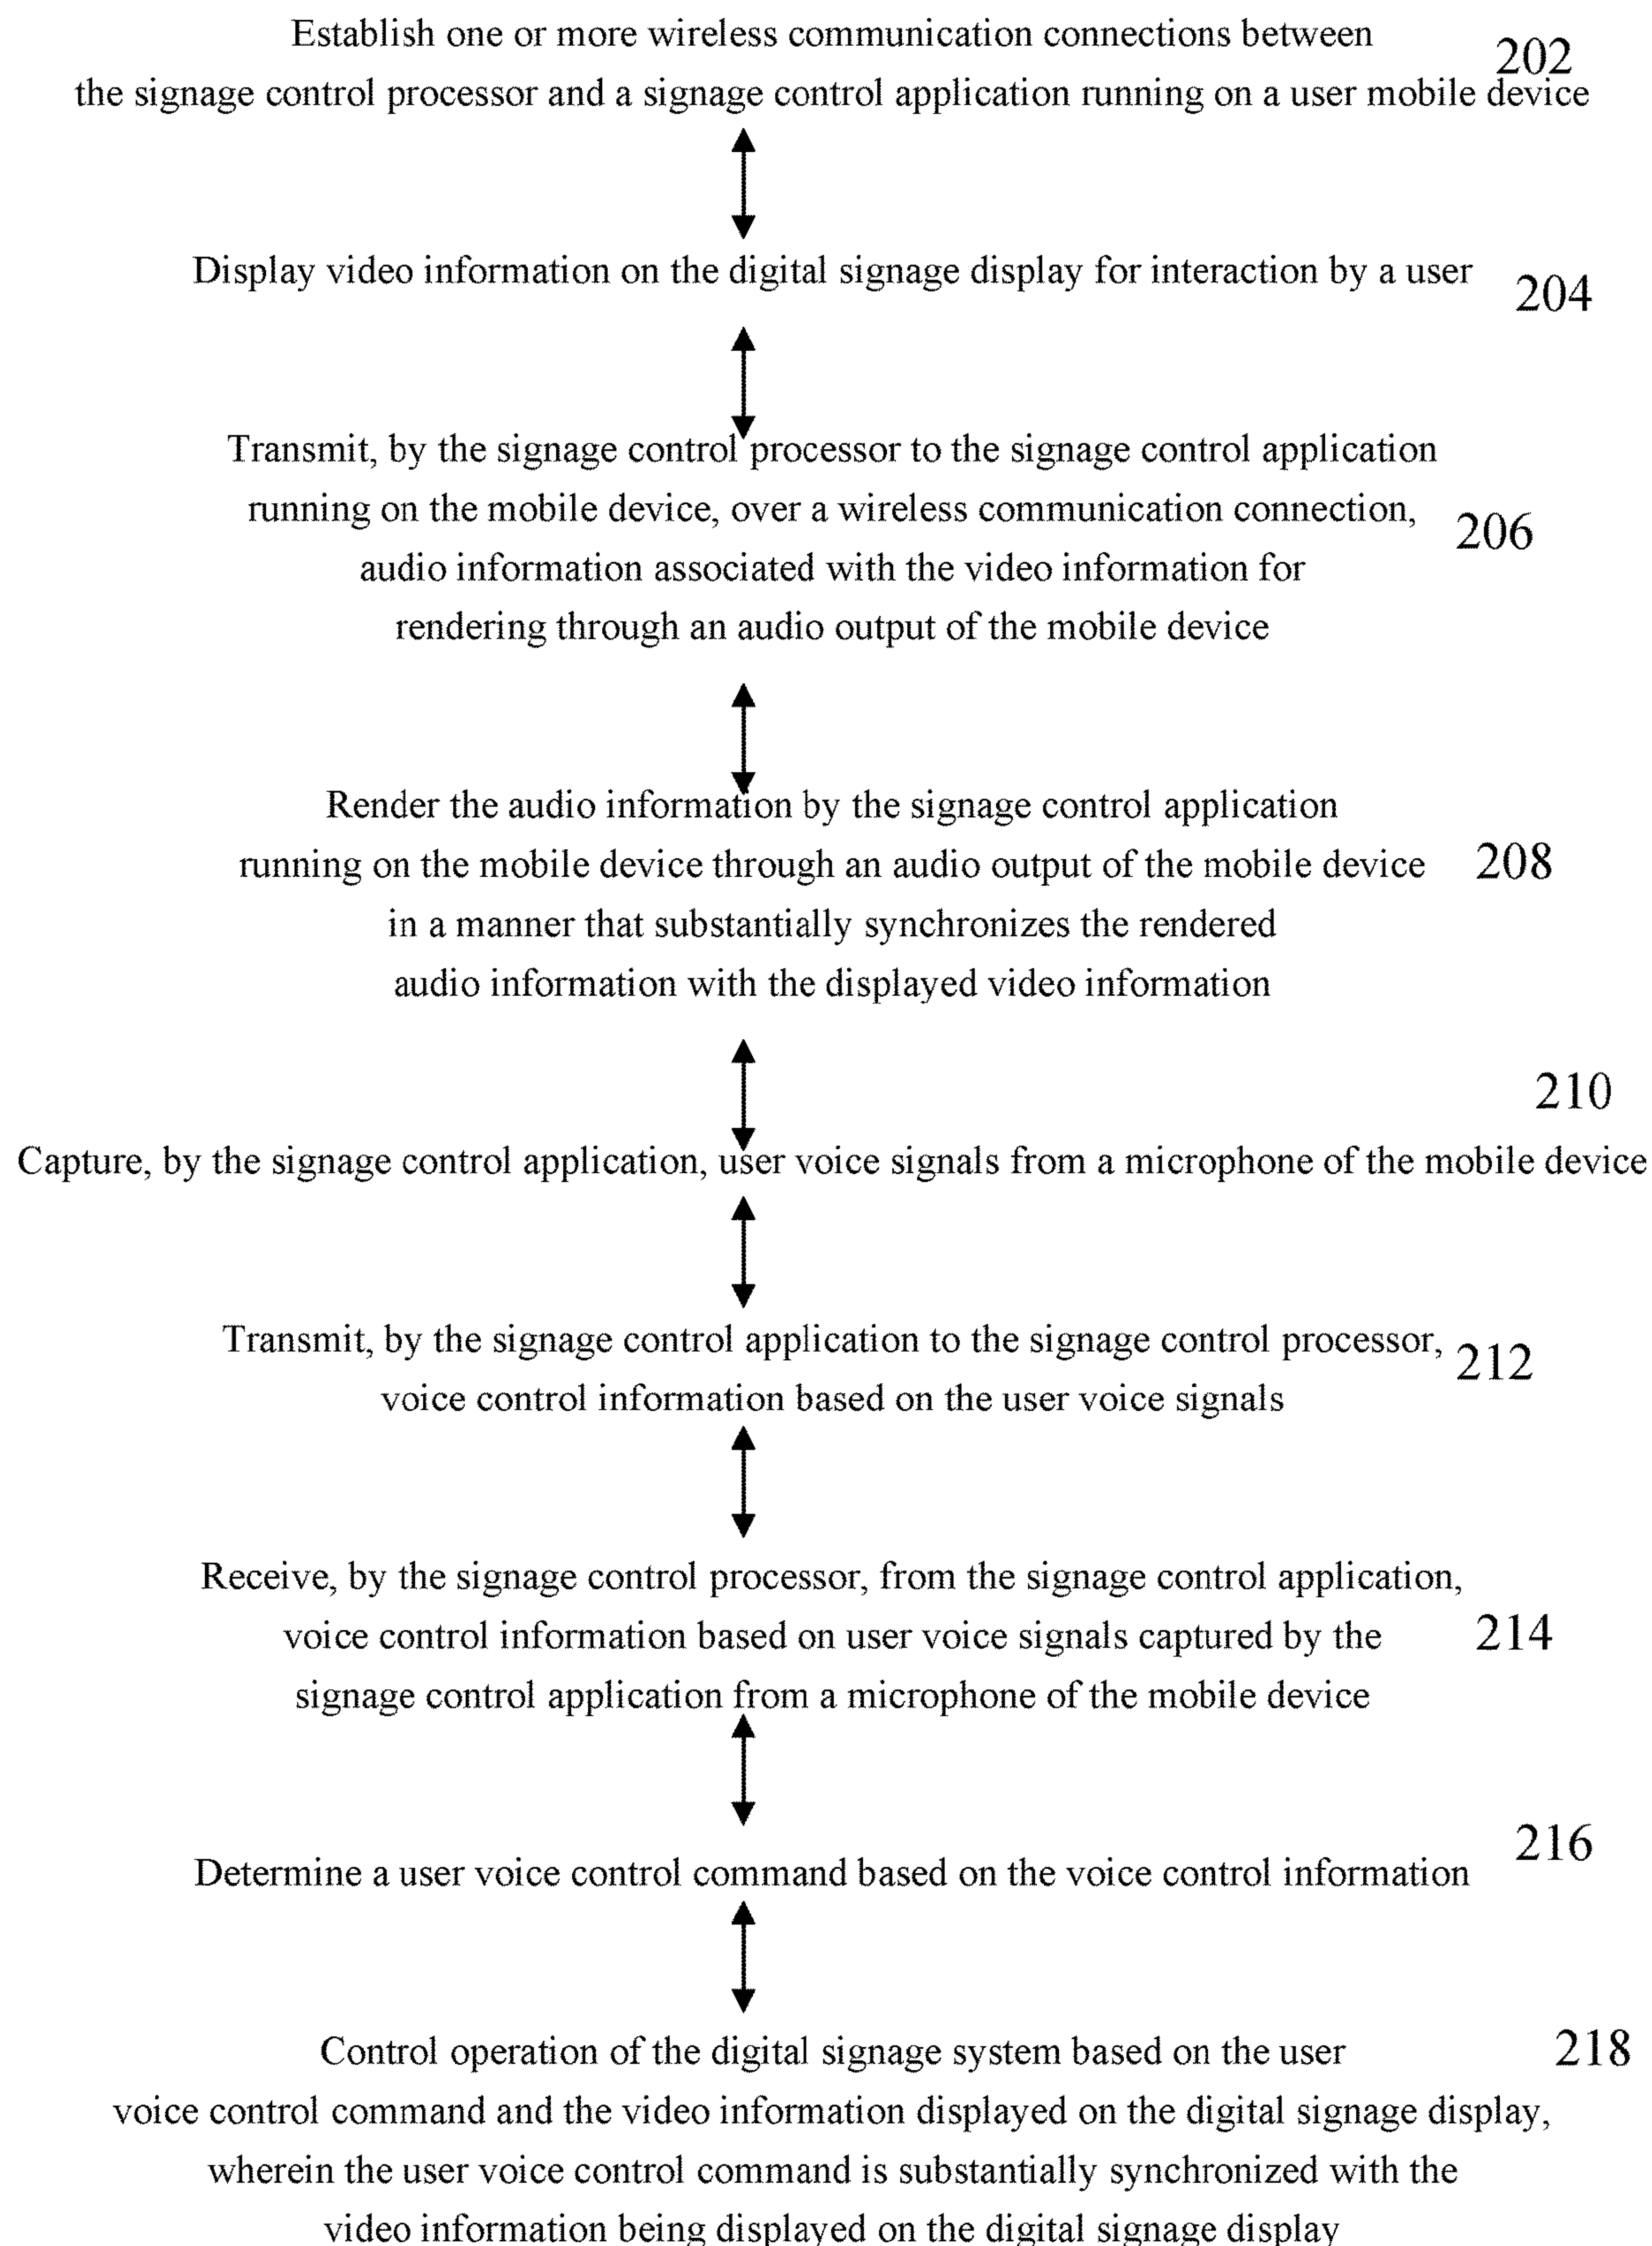 Establish one or more wireless communication connections between
202
the signage control processor and a signage control application running on a user mobile device
Display video information on the digital signage display for interaction by a user
204
Transmit, by the signage control processor to the signage control application
running on the mobile device, over a wireless communication connection,
206
audio information associated with the video information for
rendering through an audio output of the mobile device
Render the audio information by the signage control application
running on the mobile device through an audio output of the mobile device
208
in a manner that substantially synchronizes the rendered
audio information with the displayed video information
210
Capture, by the signage control application, user voice signals from a microphone of the mobile device
Transmit, by the signage control application to the signage control processor,
212
voice control information based on the user voice signals
Receive, by the signage control processor, from the signage control application,
voice control information based on user voice signals captured by the
214
signage control application from a microphone of the mobile device
216
Determine a user voice control command based on the voice control information
Control operation of the digital signage system based on the user
218
voice control command and the video information displayed on the digital signage display,
wherein the user voice control command is substantially synchronized with the
video information being displayed on the digital signage display